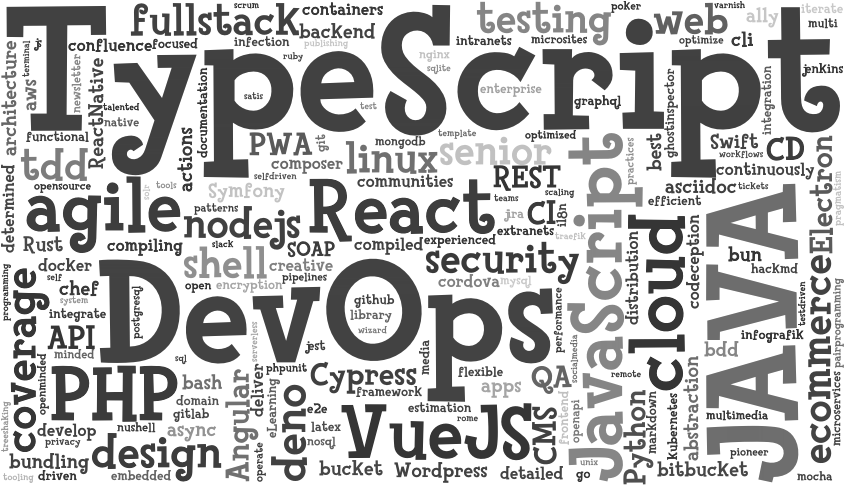 scrum
containers
poker
varnish
iterate
fullstack
testing
web
ally
multi
backend
confluence
focused
infection
publishing
intranets
microsites
optimize
cli
TypeScript
terminal
jr
ruby
nginx
sqlite
jenkins
architecture
aws
newsletter
ReactNative
talented
documentation
satis
test
enterprise
graphql
ghostinspector
integration
native
functional
actions
PWA
git
mongodb
template
optimized
practices
best
Swift
CD
workflows
tdd
composer
linux
senior
continuously
Electron
determined
opensource
solr
tools
selfdriven
communities
REST
scaling
asciidoc
tickets
pragmatism
Symfony
teams
efficient
agile
patterns
nodejs
React
jira
CI
i18n
JavaScript
JAVA
extranets
traefik
Rust
compiling
slack
SOAP
compiled
experienced
distribution
cloud
codeception
bun
hackmd
docker
shell
creative
security
programming
self
chef
open
encryption
pipelines
cordova
mysql
system
integrate
postgresql
DevOps
github
library
wizard
performance
testdriven
pairprogramming
ecommerce
coverage
API
minded
sql
serverless
jest
media
socialmedia
infografik
bdd
openminded
PHP
bash
phpunit
Cypress
flexible
QA
remote
microservices
domain
Angular
deliver
eLearning
deno
framework
apps
frontend
openapi
Python
markdown
kubernetes
abstraction
gitlab
e2e
estimation
rome
VueJS
CMS
multimedia
treeshaking
develop
nushell
async
latex
nosql
privacy
design
pioneer
bundling
operate
bucket
Wordpress
detailed
unix
go
bitbucket
tooling
driven
embedded
mocha